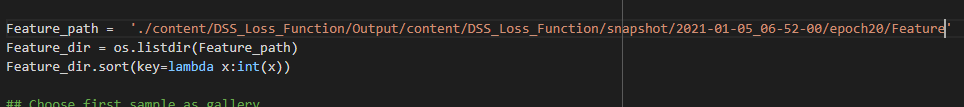 Feature_path =  './content/DSS_Loss_Function/Output/content/DSS_Loss_Function/snapshot/2021-01-05_06-52-00/epoch20/Feature'
Feature_dir = os.listdir(Feature_path)
Feature_dir.sort(key=lambda x:int(x))
## Choose first sample as gallery